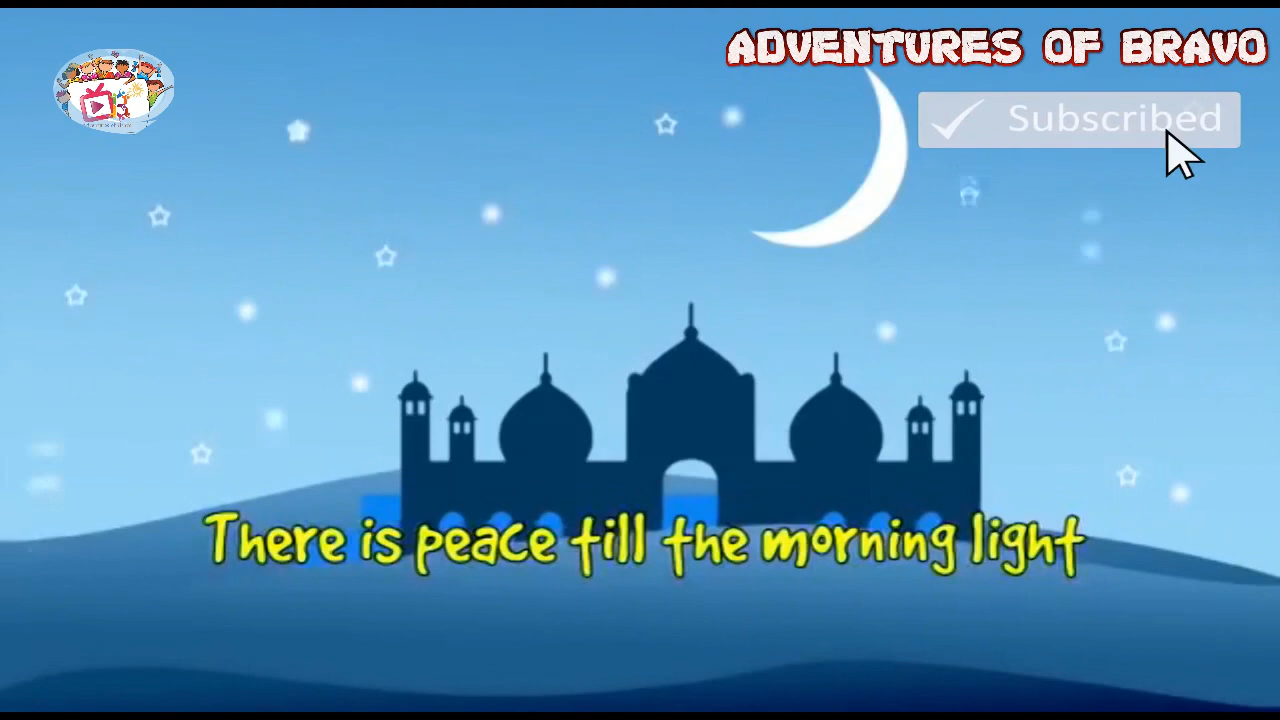 ADVENTURES OF BRAVO
Subscribed
There is peace till the morning light